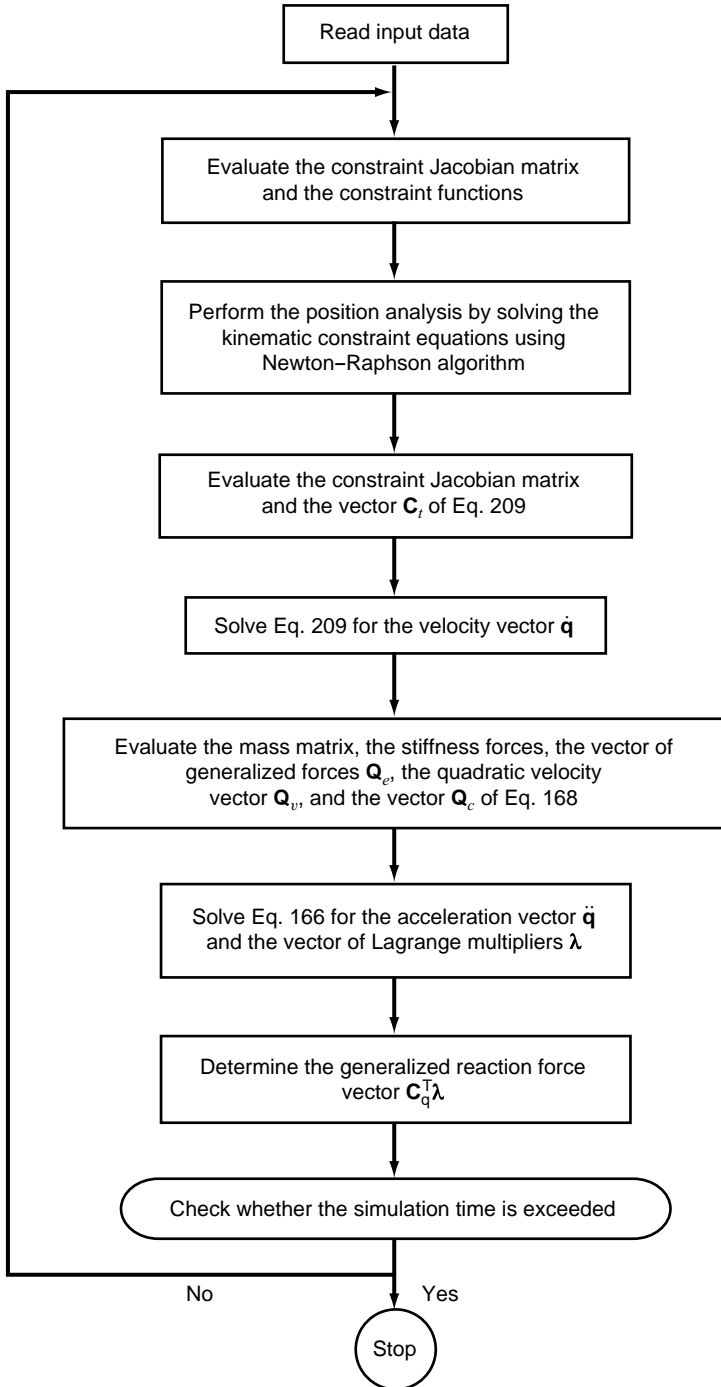 Read input data
Evaluate the constraint Jacobian matrix
and the constraint functions
Perform the position analysis by solving the
kinematic constraint equations using
Newton–Raphson algorithm
Evaluate the constraint Jacobian matrix
and the vector C_t of Eq. 209
Solve Eq. 209 for the velocity vector q̇
Evaluate the mass matrix, the stiffness forces, the vector of
generalized forces Q_e, the quadratic velocity
vector Q_v, and the vector Q_c of Eq. 168
Solve Eq. 166 for the acceleration vector q̈
and the vector of Lagrange multipliers λ
Determine the generalized reaction force
vector C_q^T λ
Check whether the simulation time is exceeded
No
Yes
Stop